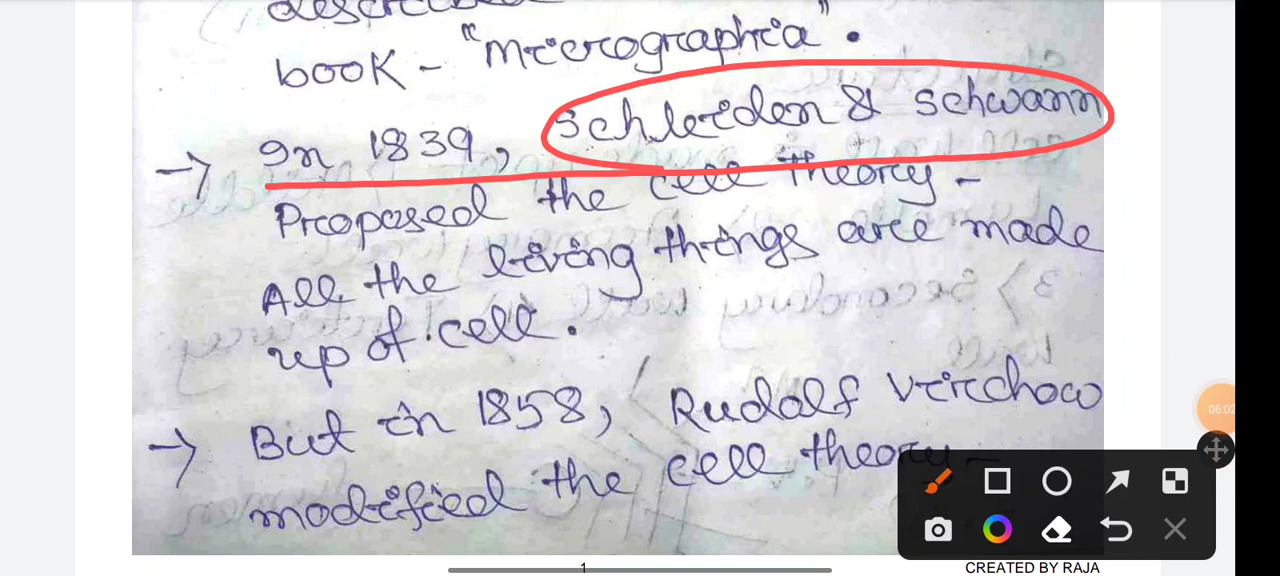 book - "Micrographia".
→ In 1839, Schleiden & Schwann
Proposed the cell theory -
All the living things are made
up of cell.
→ But in 1858, Rudolf Virchow
modified the cell theory -
06:02
1
CREATED BY RAJA